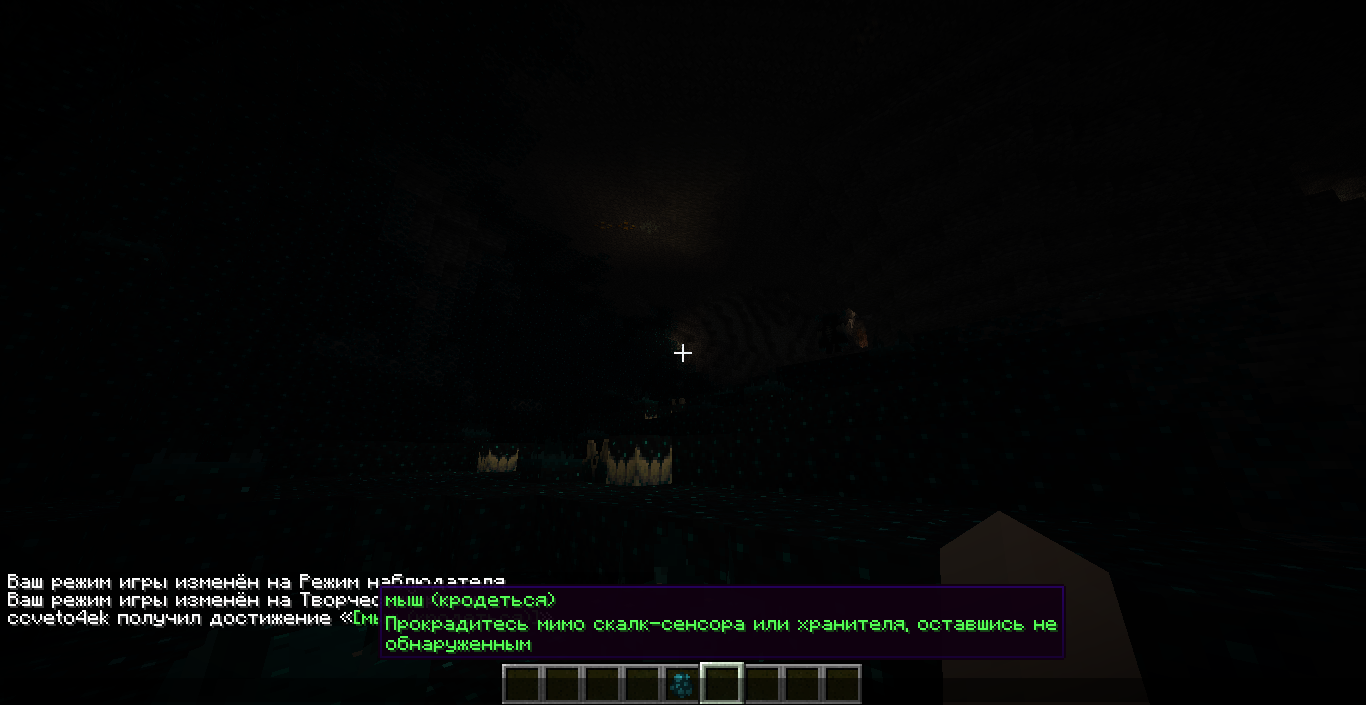 Ваш режим игры изменён на Режим наблюдателя
Ваш режим игры изменён на Творчес
ccveto4ek получил достижение «[мы
мыш (кродеться)
Прокрадитесь мимо скалк-сенсора или хранителя, оставшись не
обнаруженным